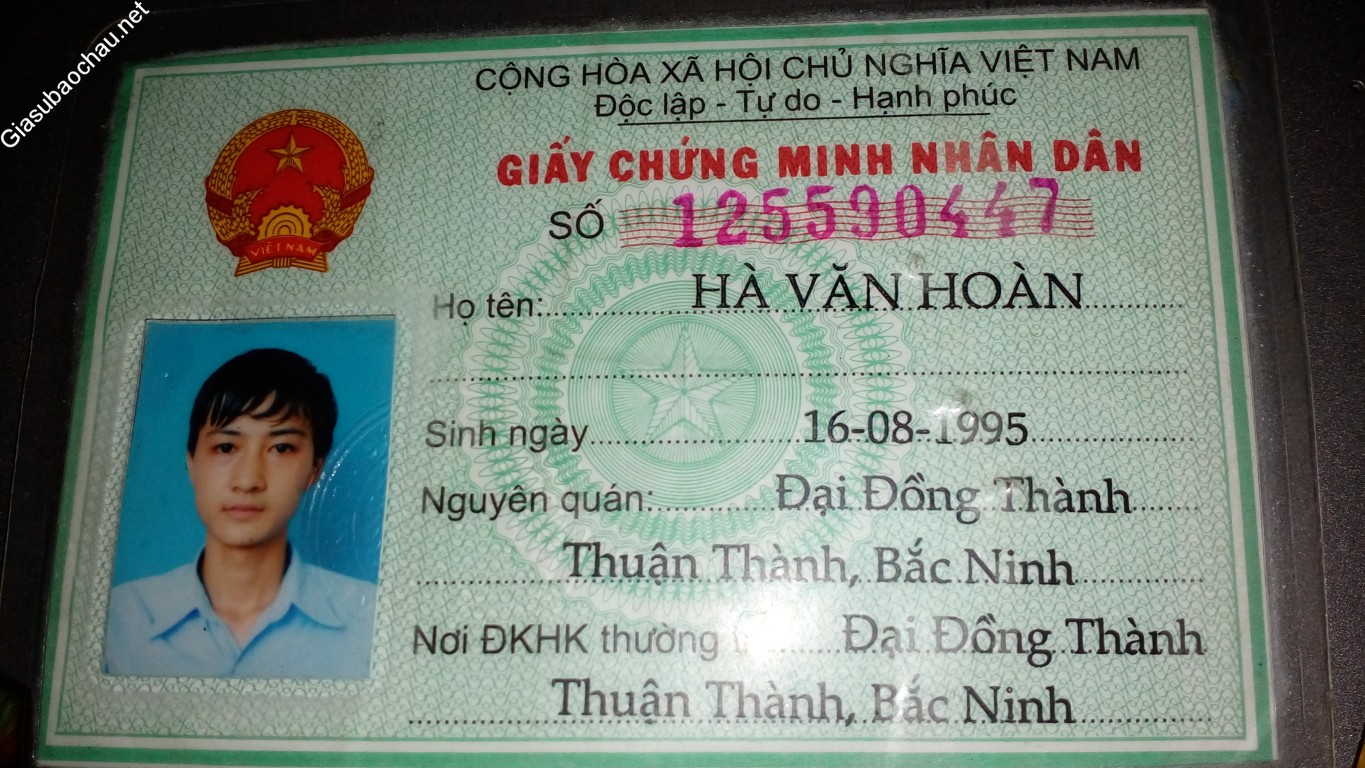 Giasubaochau.net
CỘNG HÒA XÃ HỘI CHỦ NGHĨA VIỆT NAM
Độc lập - Tự do - Hạnh phúc
GIẤY CHỨNG MINH NHÂN DÂN
SỐ 125590447
VIỆT NAM
Họ tên: HÀ VĂN HOÀN
Sinh ngày 16-08-1995
Nguyên quán: Đại Đồng Thành
Thuận Thành, Bắc Ninh
Nơi ĐKHK thường Đại Đồng Thành
Thuận Thành, Bắc Ninh